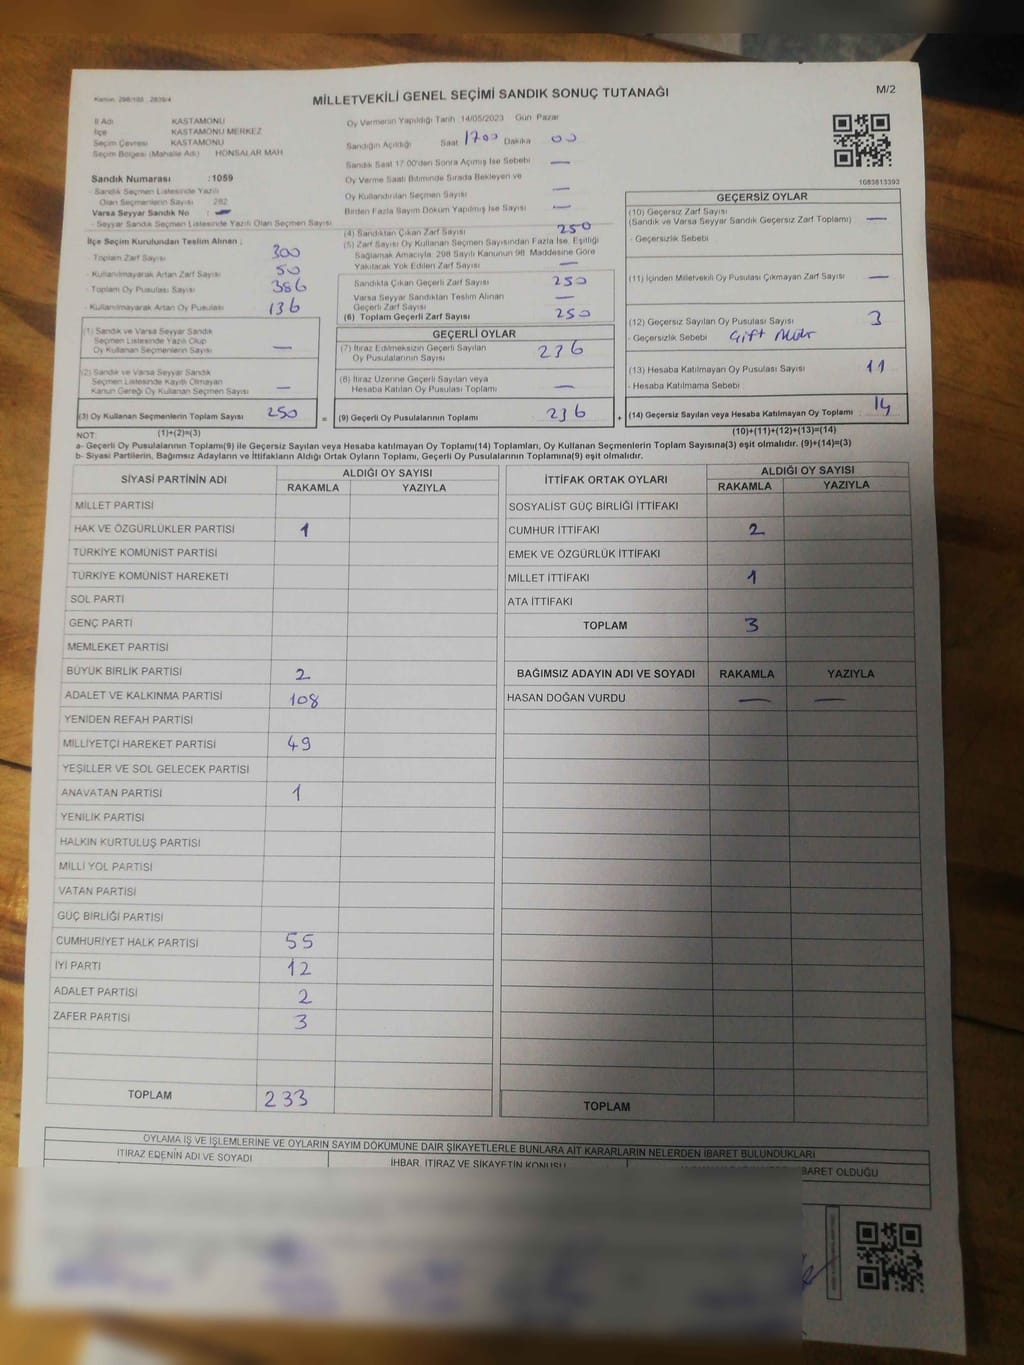 Kanun: 298/105 , 2839/4
MİLLETVEKİLİ GENEL SEÇİMİ SANDIK SONUÇ TUTANAĞI
M/2
İl Adı KASTAMONU
İlçe KASTAMONU MERKEZ
Seçim Çevresi KASTAMONU
Seçim Bölgesi (Mahalle Adı) HONSALAR MAH
Sandık Numarası :1059
- Sandık Seçmen Listesinde Yazılı
Olan Seçmenlerin Sayısı 282
Varsa Seyyar Sandık No : —
- Seyyar Sandık Seçmen Listesinde Yazılı Olan Seçmen Sayısı
İlçe Seçim Kurulundan Teslim Alınan ;
- Toplam Zarf Sayısı 300
- Kullanılmayarak Artan Zarf Sayısı 50
- Toplam Oy Pusulası Sayısı 386
- Kullanılmayarak Artan Oy Pusulası 136
(1) Sandık ve Varsa Seyyar Sandık
Seçmen Listesinde Yazılı Olup
Oy Kullanan Seçmenlerin Sayısı —
(2) Sandık ve Varsa Seyyar Sandık
Seçmen Listesinde Kayıtlı Olmayan
Kanun Gereği Oy Kullanan Seçmen Sayısı —
(3) Oy Kullanan Seçmenlerin Toplam Sayısı 250
Oy Vermenin Yapıldığı Tarih 14/05/2023 Gün Pazar
Sandığın Açıldığı Saat 1700 Dakika 00
Sandık Saat 17:00'den Sonra Açılmış İse Sebebi —
Oy Verme Saati Bitiminde Sırada Bekleyen ve
Oy Kullandırılan Seçmen Sayısı —
Birden Fazla Sayım Döküm Yapılmış İse Sayısı —
(4) Sandıktan Çıkan Zarf Sayısı 250
(5) Zarf Sayısı Oy Kullanan Seçmen Sayısından Fazla İse, Eşitliği
Sağlamak Amacıyla, 298 Sayılı Kanunun 98. Maddesine Göre
Yakılarak Yok Edilen Zarf Sayısı —
Sandıkta Çıkan Geçerli Zarf Sayısı 250
Varsa Seyyar Sandıktan Teslim Alınan
Geçerli Zarf Sayısı —
(6) Toplam Geçerli Zarf Sayısı 250
GEÇERLİ OYLAR
(7) İtiraz Edilmeksizin Geçerli Sayılan
Oy Pusulalarının Sayısı 236
(8) İtiraz Üzerine Geçerli Sayılan veya
Hesaba Katılan Oy Pusulası Toplamı —
= (9) Geçerli Oy Pusulalarının Toplamı 236 +
1083613393
GEÇERSİZ OYLAR
(10) Geçersiz Zarf Sayısı
(Sandık ve Varsa Seyyar Sandık Geçersiz Zarf Toplamı) —
- Geçersizlik Sebebi
(11) İçinden Milletvekili Oy Pusulası Çıkmayan Zarf Sayısı —
(12) Geçersiz Sayılan Oy Pusulası Sayısı 3
- Geçersizlik Sebebi Çift Mühür
(13) Hesaba Katılmayan Oy Pusulası Sayısı 11
- Hesaba Katılmama Sebebi
(14) Geçersiz Sayılan veya Hesaba Katılmayan Oy Toplamı : 14
NOT: (1)+(2)=(3) (10)+(11)+(12)+(13)=(14)
a- Geçerli Oy Pusulalarının Toplamı(9) ile Geçersiz Sayılan veya Hesaba katılmayan Oy Toplamı(14) Toplamları, Oy Kullanan Seçmenlerin Toplam Sayısına(3) eşit olmalıdır. (9)+(14)=(3)
b- Siyasi Partilerin, Bağımsız Adayların ve İttifakların Aldığı Ortak Oyların Toplamı, Geçerli Oy Pusulalarının Toplamına(9) eşit olmalıdır.
SİYASİ PARTİNİN ADI ALDIĞI OY SAYISI
RAKAMLA YAZIYLA
MİLLET PARTİSİ
HAK VE ÖZGÜRLÜKLER PARTİSİ 1
TÜRKİYE KOMÜNİST PARTİSİ
TÜRKİYE KOMÜNİST HAREKETİ
SOL PARTİ
GENÇ PARTİ
MEMLEKET PARTİSİ
BÜYÜK BİRLİK PARTİSİ 2
ADALET VE KALKINMA PARTİSİ 108
YENİDEN REFAH PARTİSİ
MİLLİYETÇİ HAREKET PARTİSİ 49
YEŞİLLER VE SOL GELECEK PARTİSİ
ANAVATAN PARTİSİ 1
YENİLİK PARTİSİ
HALKIN KURTULUŞ PARTİSİ
MİLLİ YOL PARTİSİ
VATAN PARTİSİ
GÜÇ BİRLİĞİ PARTİSİ
CUMHURİYET HALK PARTİSİ 55
İYİ PARTİ 12
ADALET PARTİSİ 2
ZAFER PARTİSİ 3
TOPLAM 233
İTTİFAK ORTAK OYLARI ALDIĞI OY SAYISI
RAKAMLA YAZIYLA
SOSYALİST GÜÇ BİRLİĞİ İTTİFAKI
CUMHUR İTTİFAKI 2
EMEK VE ÖZGÜRLÜK İTTİFAKI
MİLLET İTTİFAKI 1
ATA İTTİFAKI
TOPLAM 3
BAĞIMSIZ ADAYIN ADI VE SOYADI RAKAMLA YAZIYLA
HASAN DOĞAN VURDU — —
TOPLAM
OYLAMA İŞ VE İŞLEMLERİNE VE OYLARIN SAYIM DÖKÜMÜNE DAİR ŞİKAYETLERLE BUNLARA AİT KARARLARIN NELERDEN İBARET BULUNDUKLARI
İTİRAZ EDENİN ADI VE SOYADI
İHBAR, İTİRAZ VE ŞİKAYETİN KONUSU
İBARET OLDUĞU